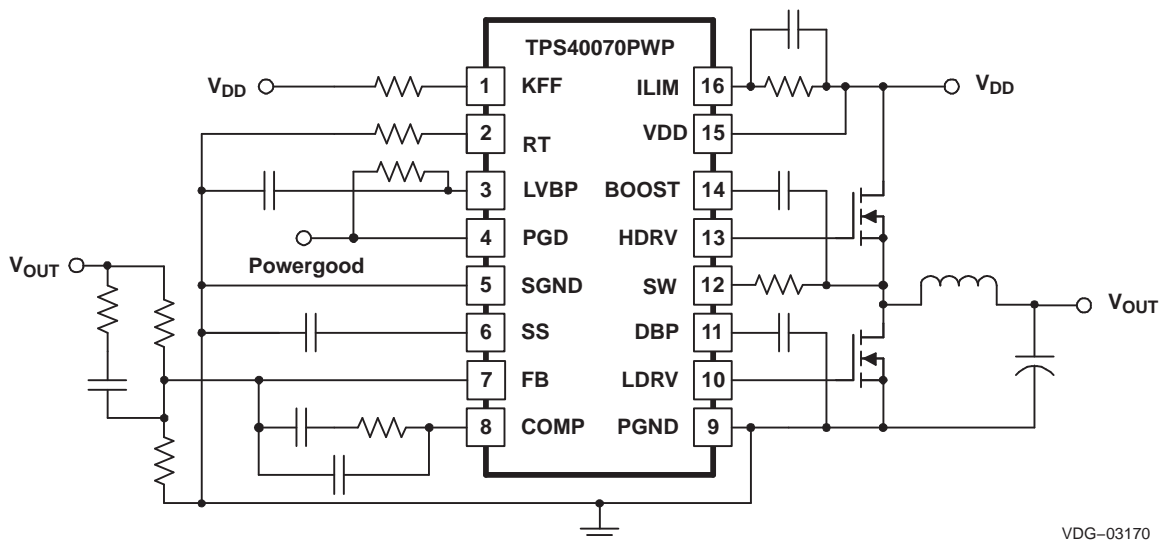 TPS40070PWP
VDD
1 KFF
ILIM 16
VDD
2 RT
VDD 15
3 LVBP
BOOST 14
4 PGD
HDRV 13
Powergood
VOUT
5 SGND
SW 12
VOUT
6 SS
DBP 11
7 FB
LDRV 10
8 COMP
PGND 9
VDG–03170